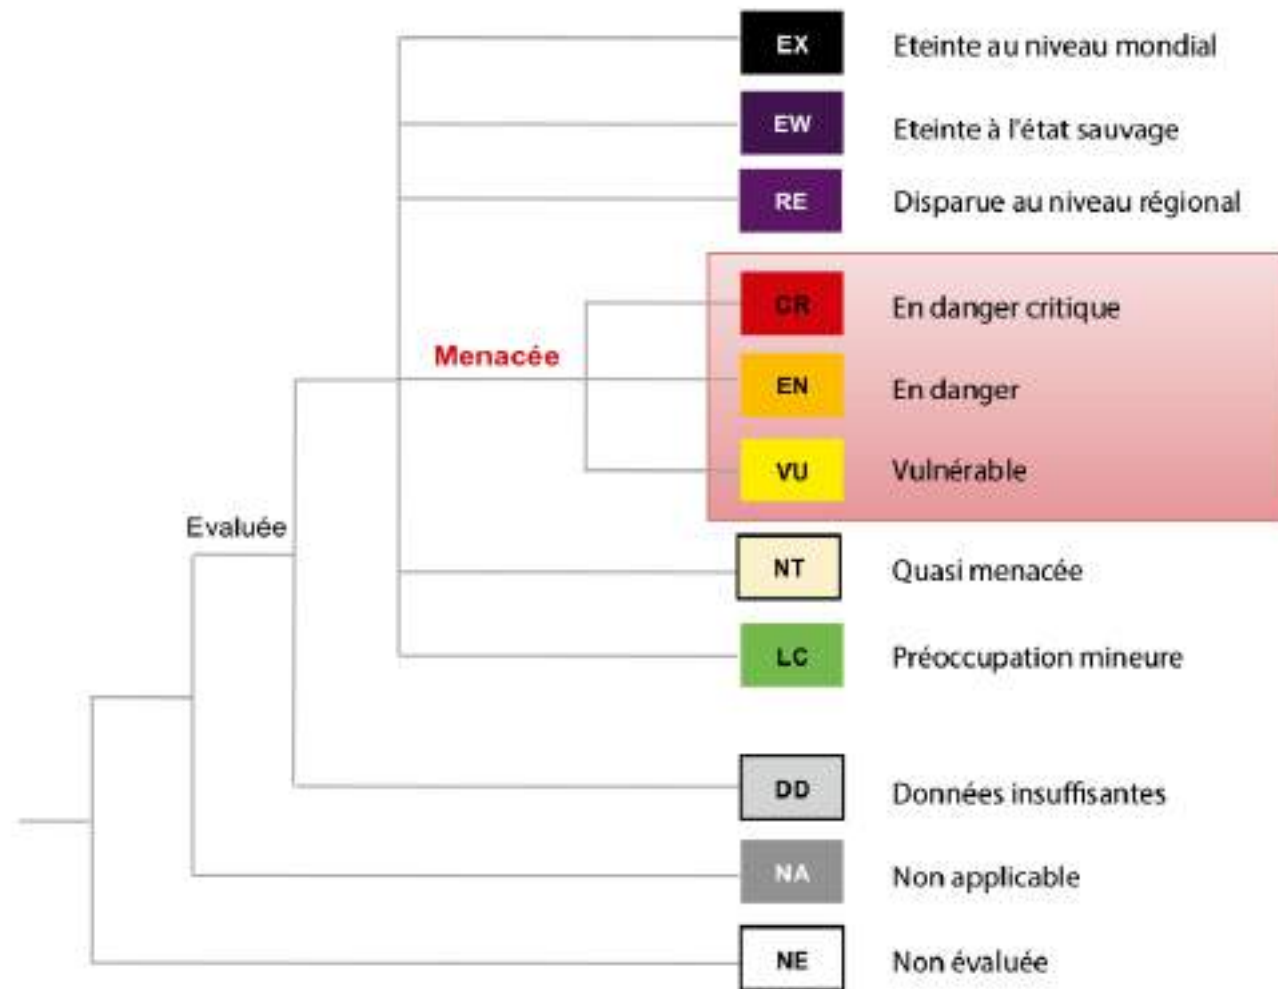 EX Eteinte au niveau mondial
EW Eteinte à l'état sauvage
RE Disparue au niveau régional
CR En danger critique
Menacée
EN En danger
VU Vulnérable
Evaluée
NT Quasi menacée
LC Préoccupation mineure
DD Données insuffisantes
NA Non applicable
NE Non évaluée